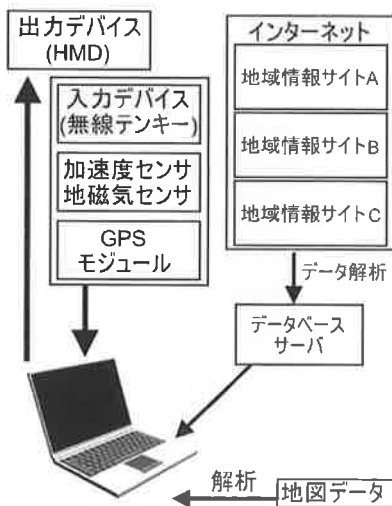 出力デバイス
(HMD)
入力デバイス
(無線テンキー)
加速度センサ
地磁気センサ
GPS
モジュール
インターネット
地域情報サイトA
地域情報サイトB
地域情報サイトC
データ解析
データベース
サーバ
解析
地図データ